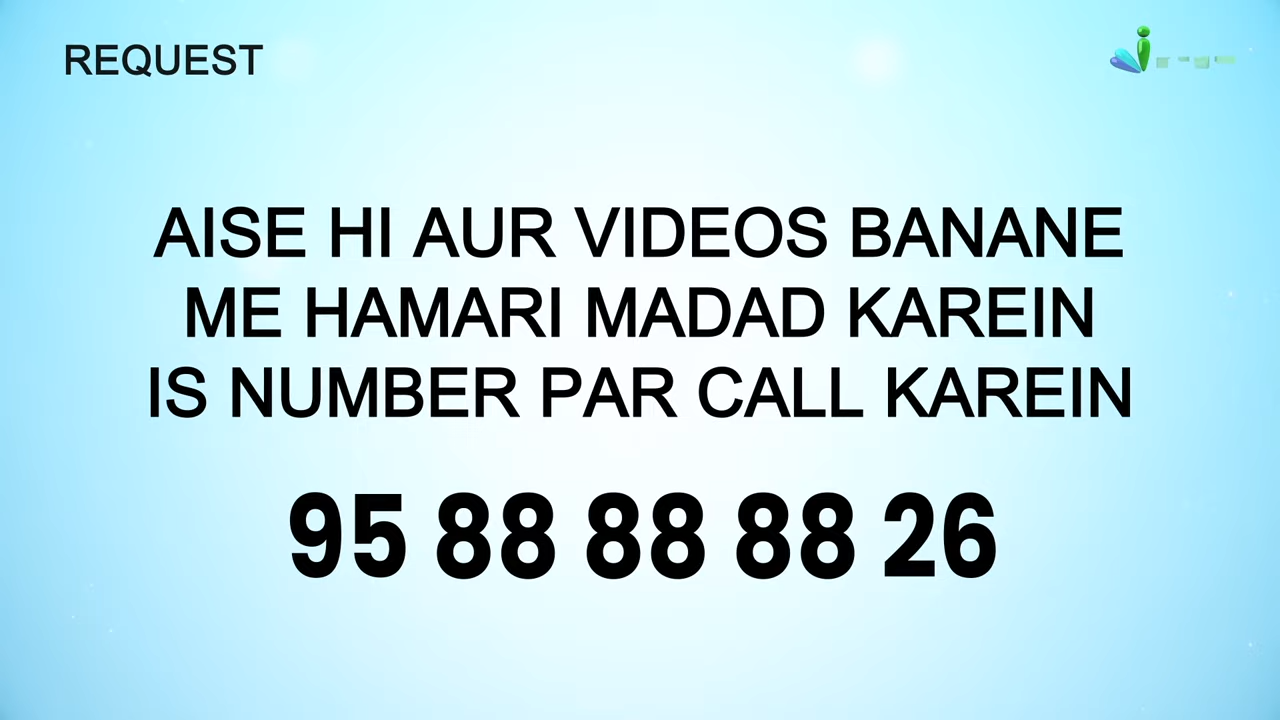 REQUEST
AISE HI AUR VIDEOS BANANE
ME HAMARI MADAD KAREIN
IS NUMBER PAR CALL KAREIN
95 88 88 88 26